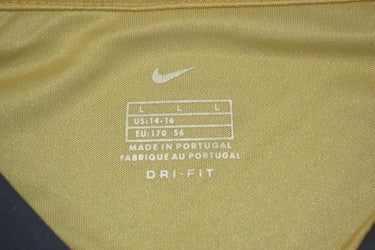 L L L
US: 14-16
EU: 170 56
MADE IN PORTUGAL
FABRIQUE AU PORTUGAL
DRI-FIT